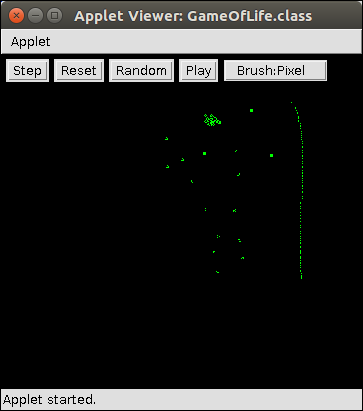 Applet Viewer: GameOfLife.class
Applet
Step Reset Random Play Brush:Pixel
Applet started.